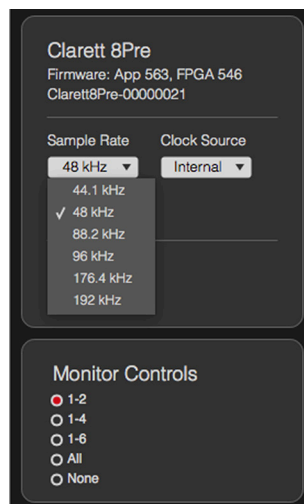 Clarett 8Pre
Firmware: App 563, FPGA 546
Clarett8Pre-00000021
Sample Rate Clock Source
48 kHz Internal
44.1 kHz
48 kHz
88.2 kHz
96 kHz
176.4 kHz
192 kHz
Monitor Controls
1-2
1-4
1-6
All
None